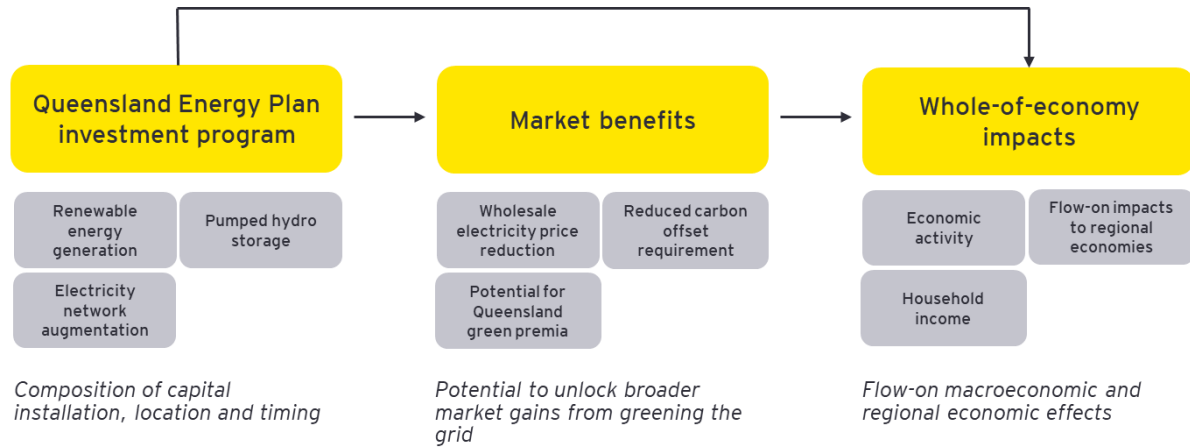 Queensland Energy Plan
investment program
Market benefits
Whole-of-economy
impacts
Renewable
energy
generation
Pumped hydro
storage
Electricity
network
augmentation
Wholesale
electricity price
reduction
Reduced carbon
offset
requirement
Potential for
Queensland
green premia
Economic
activity
Flow-on impacts
to regional
economies
Household
income
Composition of capital
installation, location and timing
Potential to unlock broader
market gains from greening the
grid
Flow-on macroeconomic and
regional economic effects